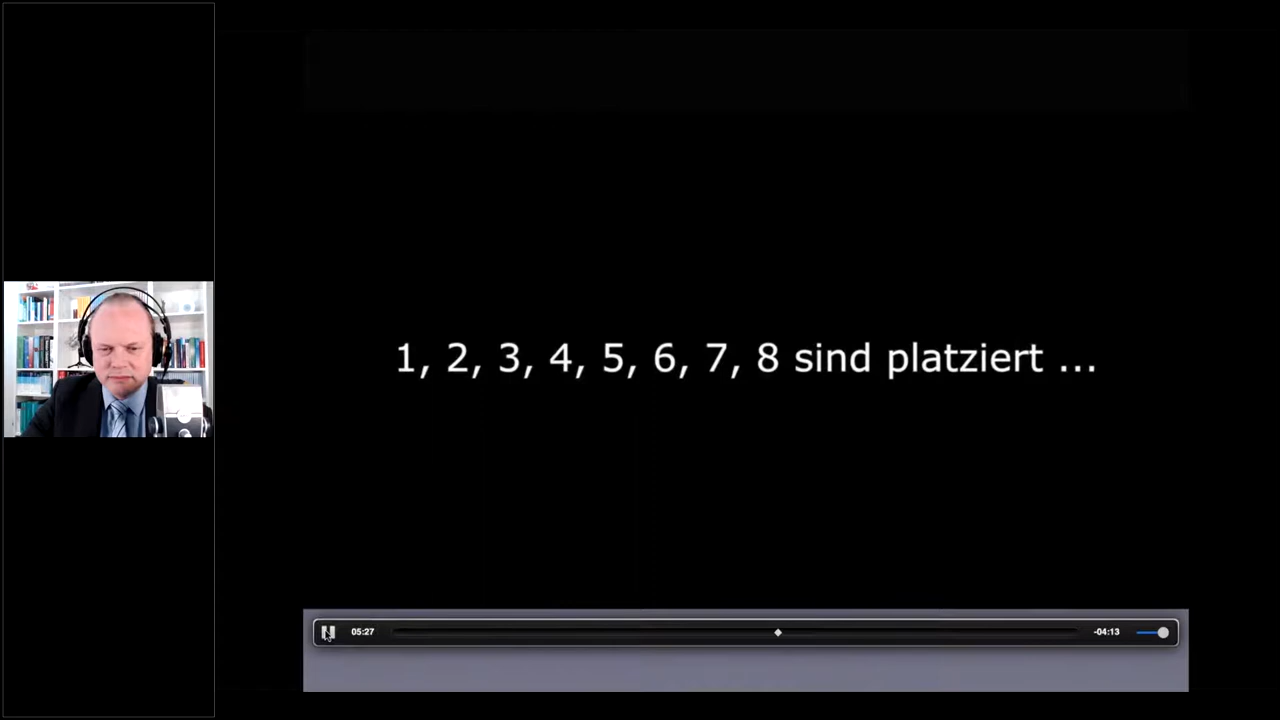 1, 2, 3, 4, 5, 6, 7, 8 sind platziert ...
05:27
-04:13